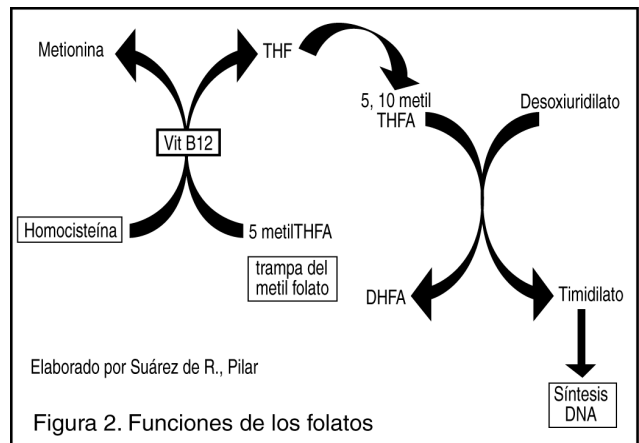 Metionina
THF
5, 10 metil
THFA
Desoxiuridilato
Vit B12
Homocisteína
5 metilTHFA
trampa del
metil folato
DHFA
Timidilato
Elaborado por Suárez de R., Pilar
Síntesis
DNA
Figura 2. Funciones de los folatos